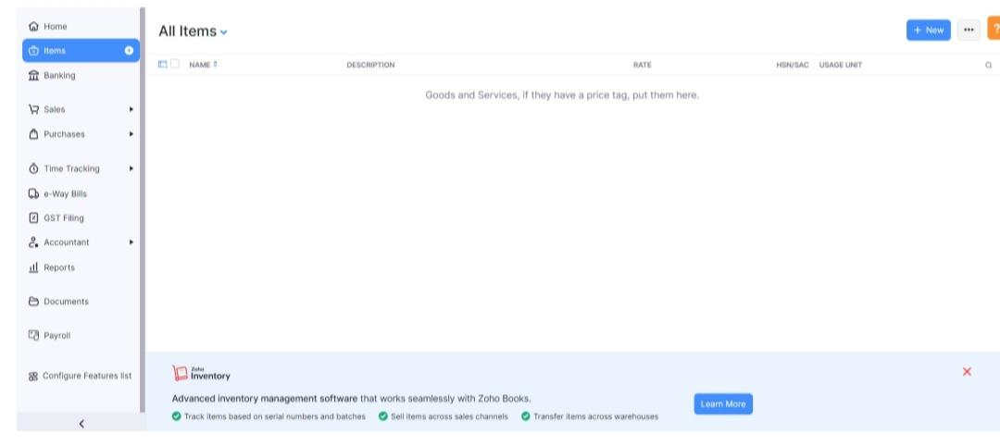 Home
Items
Banking
Sales
Purchases
Time Tracking
e-Way Bills
GST Filing
Accountant
Reports
Documents
Payroll
Configure Features list
All Items
+ New
?
NAME
DESCRIPTION
RATE
HSN/SAC
USAGE UNIT
Goods and Services, if they have a price tag, put them here.
Zoho
Inventory
Advanced inventory management software that works seamlessly with Zoho Books.
Track items based on serial numbers and batches
Sell items across sales channels
Transfer items across warehouses
Learn More